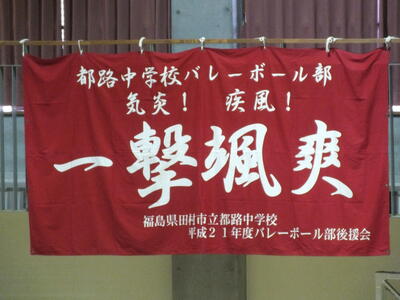 都路中学校バレーボール部
気炎！ 疾風！
一撃颯爽
福島県田村市立都路中学校
平成２１年度バレーボール部後援会